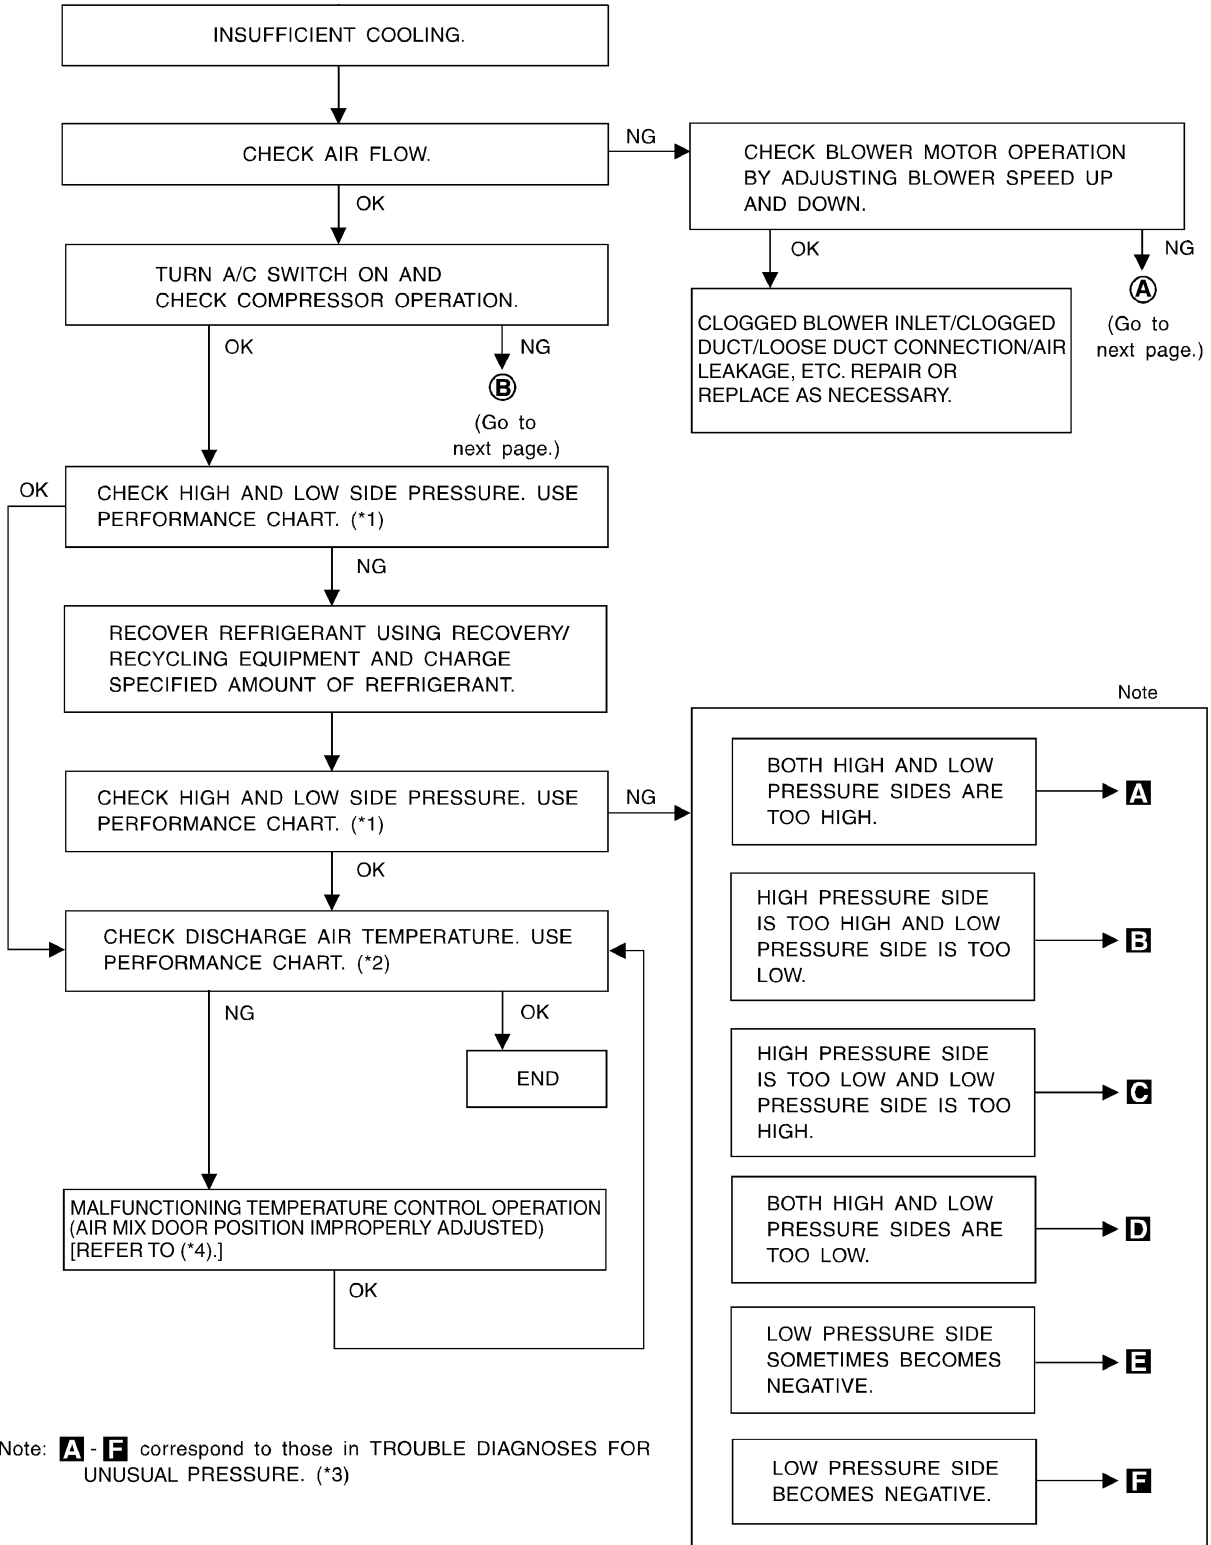 INSUFFICIENT COOLING.
CHECK AIR FLOW.
NG
CHECK BLOWER MOTOR OPERATION
BY ADJUSTING BLOWER SPEED UP
AND DOWN.
OK
OK
NG
TURN A/C SWITCH ON AND
CHECK COMPRESSOR OPERATION.
A
(Go to
next page.)
CLOGGED BLOWER INLET/CLOGGED
DUCT/LOOSE DUCT CONNECTION/AIR
LEAKAGE, ETC. REPAIR OR
REPLACE AS NECESSARY.
OK
NG
B
(Go to
next page.)
OK
CHECK HIGH AND LOW SIDE PRESSURE. USE
PERFORMANCE CHART. (*1)
NG
RECOVER REFRIGERANT USING RECOVERY/
RECYCLING EQUIPMENT AND CHARGE
SPECIFIED AMOUNT OF REFRIGERANT.
CHECK HIGH AND LOW SIDE PRESSURE. USE
PERFORMANCE CHART. (*1)
NG
OK
CHECK DISCHARGE AIR TEMPERATURE. USE
PERFORMANCE CHART. (*2)
NG
OK
END
MALFUNCTIONING TEMPERATURE CONTROL OPERATION
(AIR MIX DOOR POSITION IMPROPERLY ADJUSTED)
[REFER TO (*4).]
OK
Note
BOTH HIGH AND LOW
PRESSURE SIDES ARE
TOO HIGH.
A
HIGH PRESSURE SIDE
IS TOO HIGH AND LOW
PRESSURE SIDE IS TOO
LOW.
B
HIGH PRESSURE SIDE
IS TOO LOW AND LOW
PRESSURE SIDE IS TOO
HIGH.
C
BOTH HIGH AND LOW
PRESSURE SIDES ARE
TOO LOW.
D
LOW PRESSURE SIDE
SOMETIMES BECOMES
NEGATIVE.
E
LOW PRESSURE SIDE
BECOMES NEGATIVE.
F
Note: A - F correspond to those in TROUBLE DIAGNOSES FOR
UNUSUAL PRESSURE. (*3)